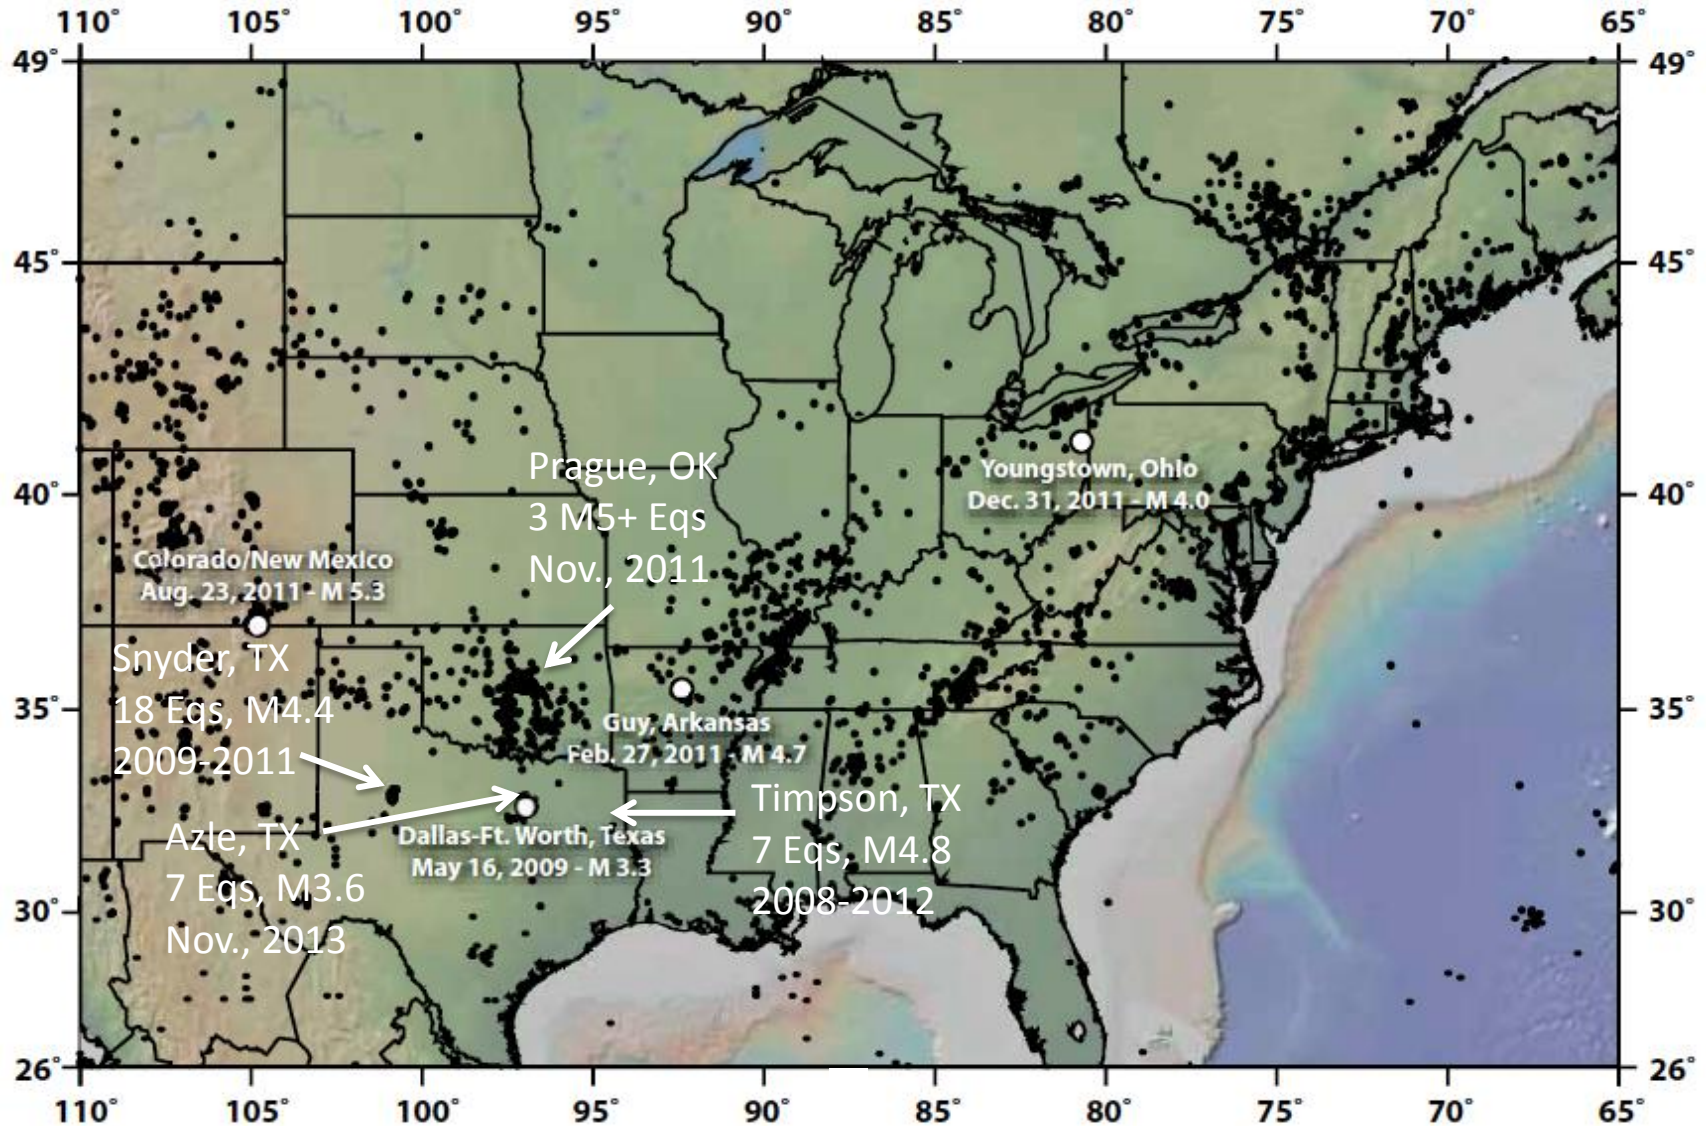 110° 105° 100° 95° 90° 85° 80° 75° 70° 65°
49° 49°
45° 45°
Prague, OK
3 M5+ Eqs
Nov., 2011
Youngstown, Ohio
Dec. 31, 2011 - M 4.0
40° 40°
Colorado/New Mexico
Aug. 23, 2011 - M 5.3
Snyder, TX
18 Eqs, M4.4
2009-2011
35° 35°
Guy, Arkansas
Feb. 27, 2011 - M 4.7
Azle, TX
7 Eqs, M3.6
Nov., 2013
Dallas-Ft. Worth, Texas
May 16, 2009 - M 3.3
Timpson, TX
7 Eqs, M4.8
2008-2012
30° 30°
26° 26°
110° 105° 100° 95° 90° 85° 80° 75° 70° 65°